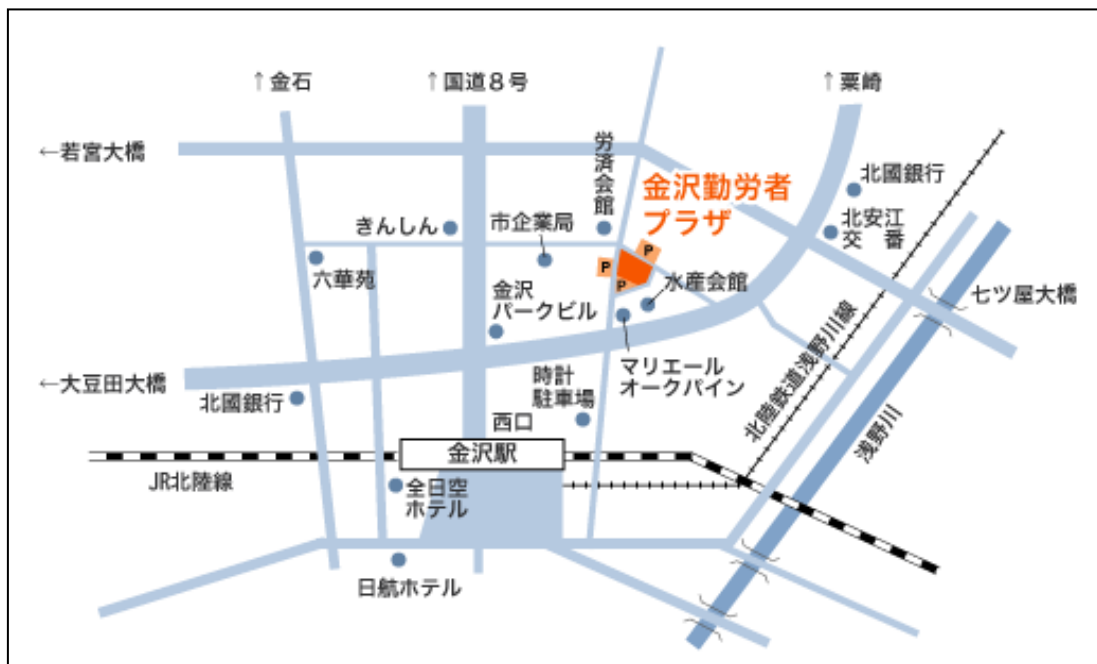 ↑金石
↑国道８号
↑粟崎
←若宮大橋
労済会館
金沢勤労者
プラザ
北國銀行
きんしん
市企業局
北安江
交番
P
P
P
六華苑
水産会館
七ツ屋大橋
金沢
パークビル
マリエール
オークパイン
←大豆田大橋
北國銀行
時計
駐車場
北陸鉄道浅野川線
浅野川
西口
金沢駅
JR北陸線
全日空
ホテル
日航ホテル